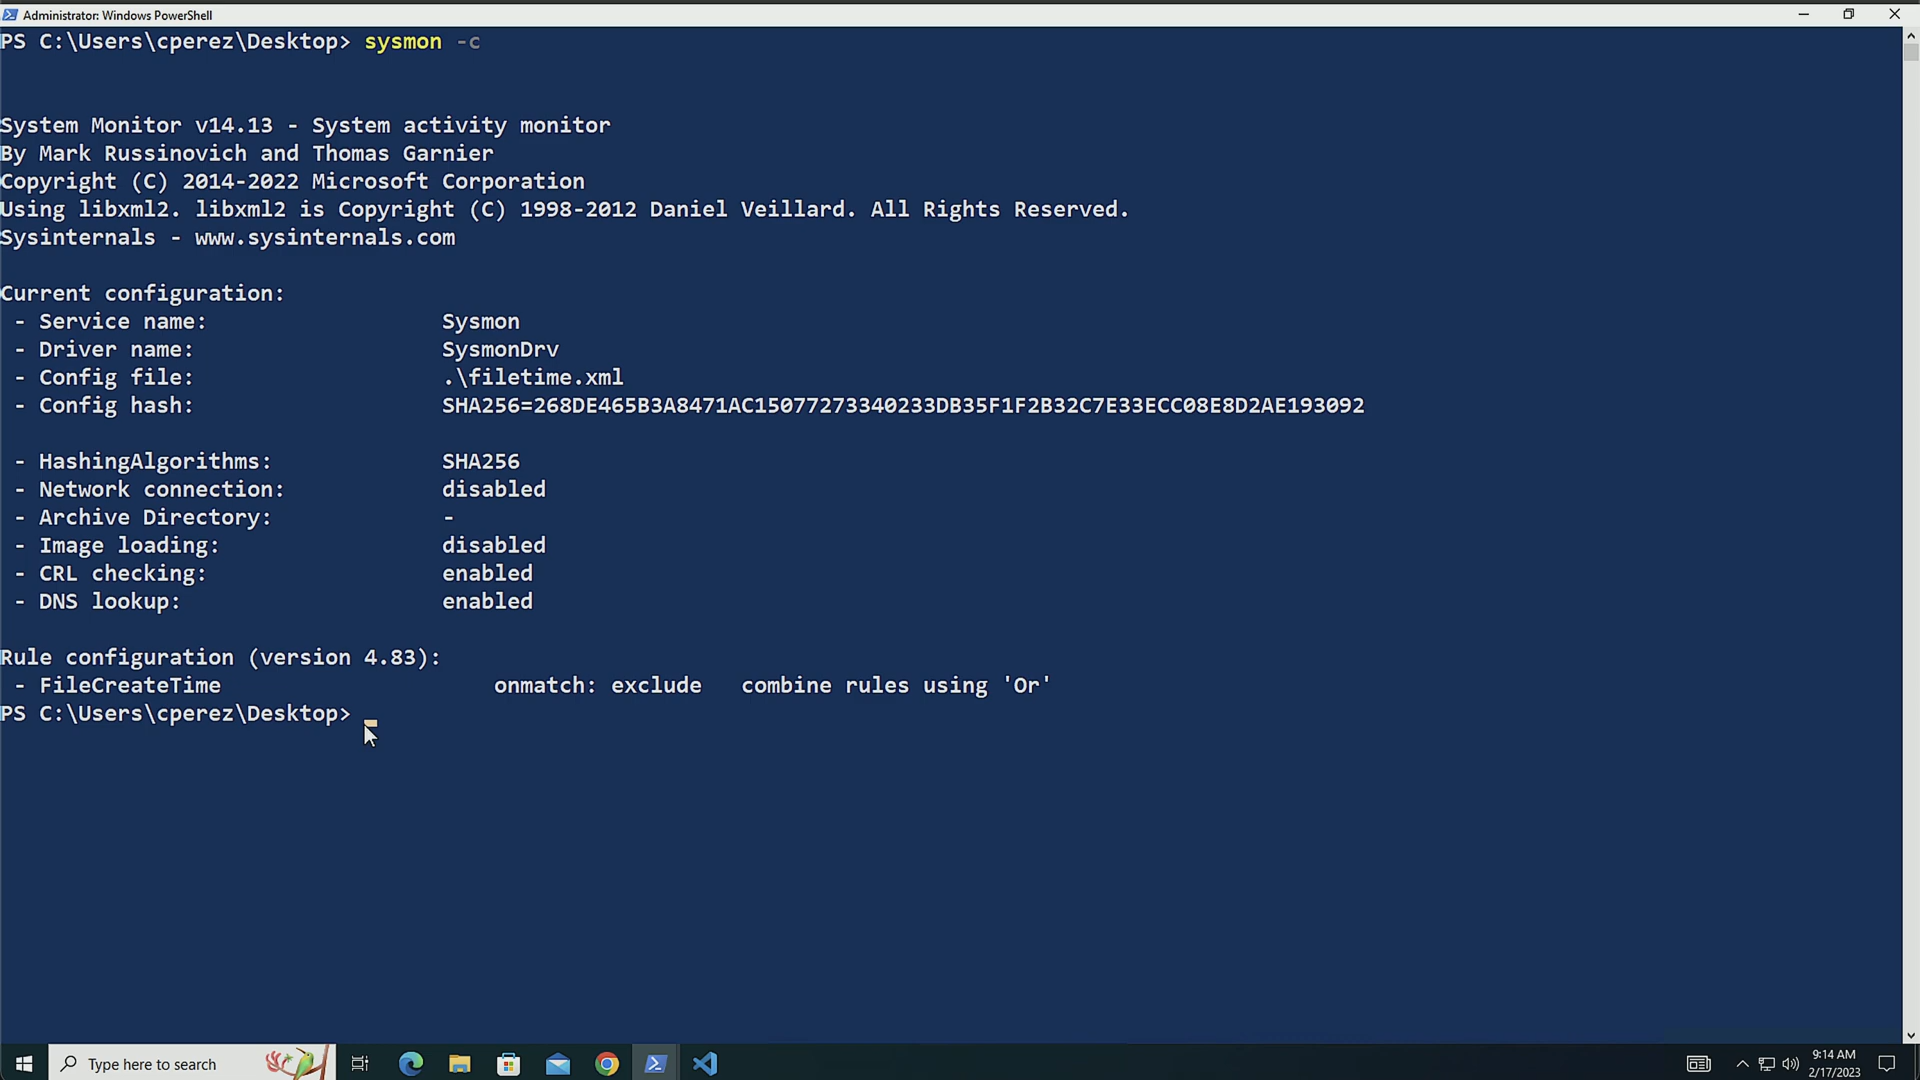 Administrator: Windows PowerShell
PS C:\Users\cperez\Desktop> sysmon -c
System Monitor v14.13 - System activity monitor
By Mark Russinovich and Thomas Garnier
Copyright (C) 2014-2022 Microsoft Corporation
Using libxml2. libxml2 is Copyright (C) 1998-2012 Daniel Veillard. All Rights Reserved.
Sysinternals - www.sysinternals.com
Current configuration:
- Service name: Sysmon
- Driver name: SysmonDrv
- Config file: .\filetime.xml
- Config hash: SHA256=268DE465B3A8471AC15077273340233DB35F1F2B32C7E33ECC08E8D2AE193092
- HashingAlgorithms: SHA256
- Network connection: disabled
- Archive Directory: -
- Image loading: disabled
- CRL checking: enabled
- DNS lookup: enabled
Rule configuration (version 4.83):
- FileCreateTime onmatch: exclude combine rules using 'Or'
PS C:\Users\cperez\Desktop>
Type here to search
9:14 AM
2/17/2023